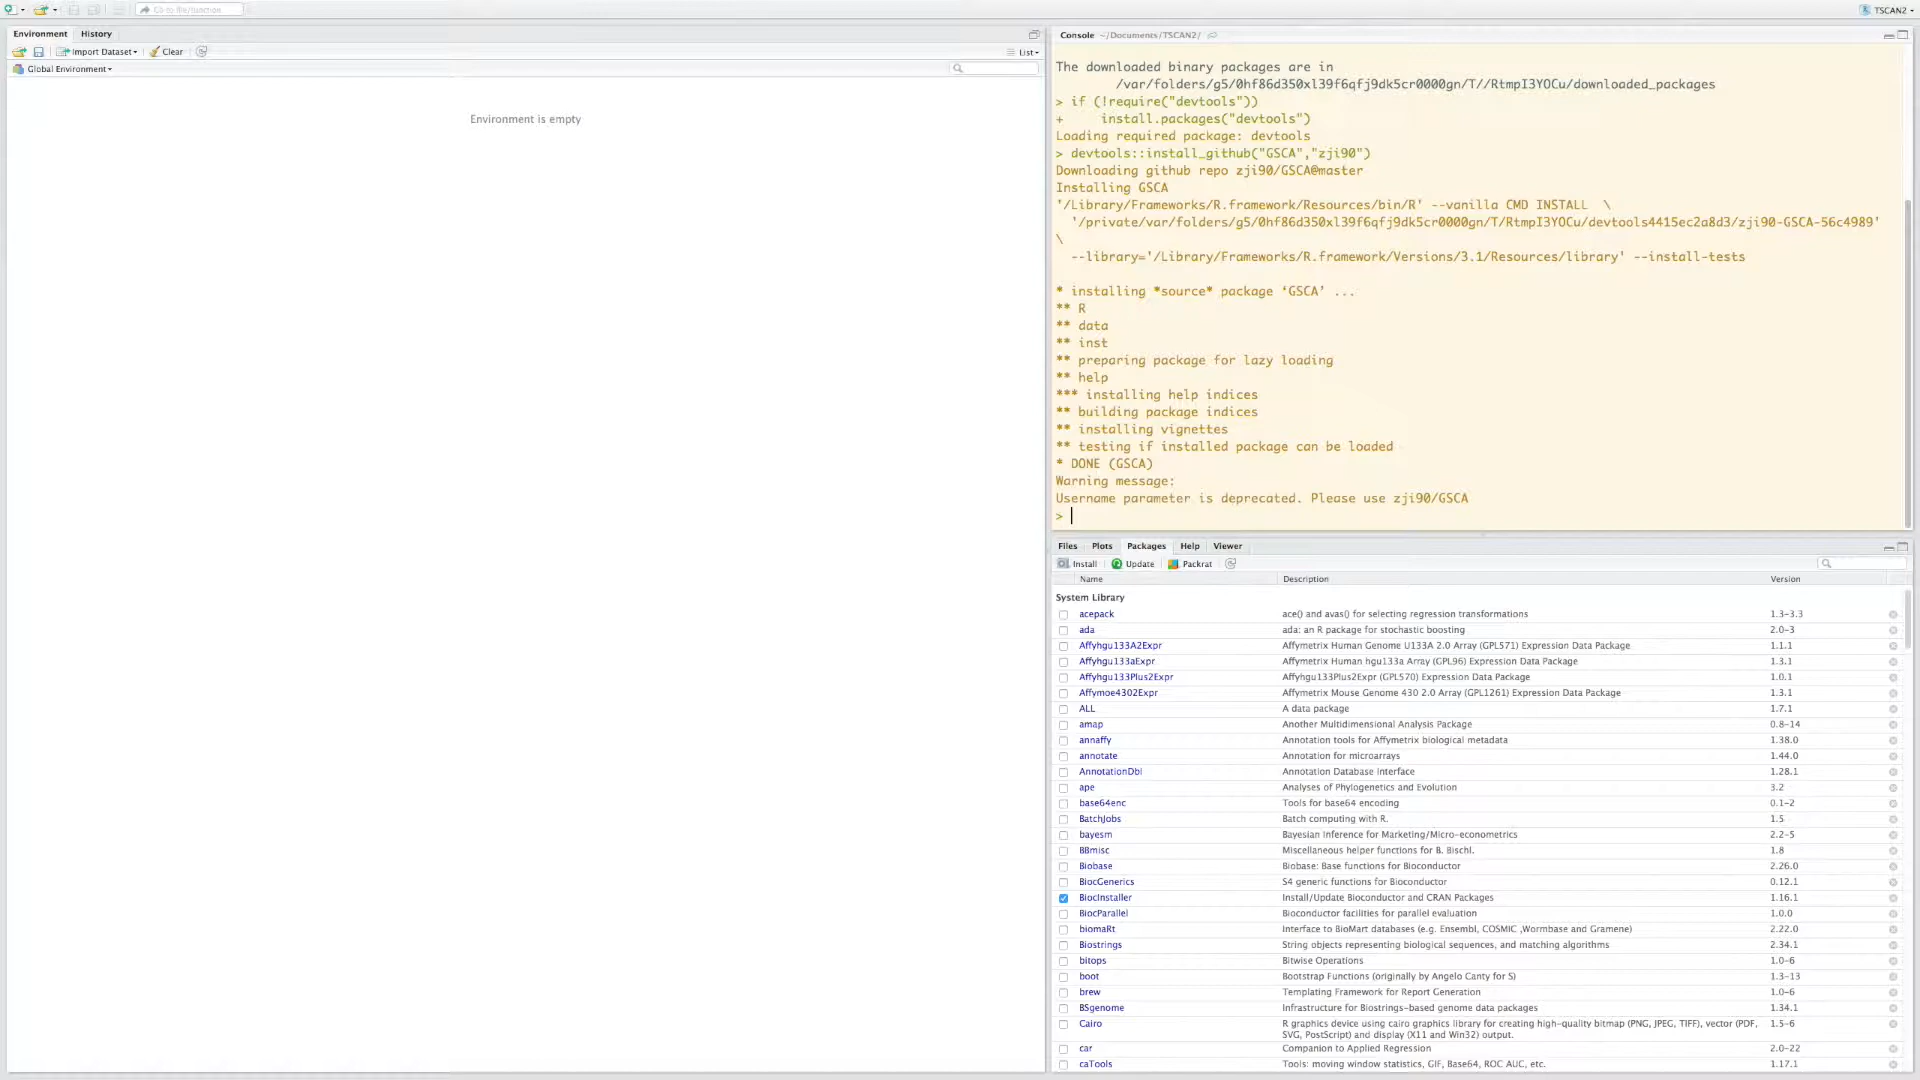 Go to file/function
TSCAN2
Environment
History
Import Dataset
Clear
List
Global Environment
Environment is empty
Console ~/Documents/TSCAN2/
The downloaded binary packages are in
/var/folders/g5/0hf86d350xl39f6qfj9dk5cr0000gn/T//RtmpI3YOCu/downloaded_packages
> if (!require("devtools"))
+     install.packages("devtools")
Loading required package: devtools
> devtools::install_github("GSCA","zji90")
Downloading github repo zji90/GSCA@master
Installing GSCA
'/Library/Frameworks/R.framework/Resources/bin/R' --vanilla CMD INSTALL  \
'/private/var/folders/g5/0hf86d350xl39f6qfj9dk5cr0000gn/T/RtmpI3YOCu/devtools4415ec2a8d3/zji90-GSCA-56c4989'
\
--library='/Library/Frameworks/R.framework/Versions/3.1/Resources/library' --install-tests
* installing *source* package ‘GSCA’ ...
** R
** data
** inst
** preparing package for lazy loading
** help
*** installing help indices
** building package indices
** installing vignettes
** testing if installed package can be loaded
* DONE (GSCA)
Warning message:
Username parameter is deprecated. Please use zji90/GSCA
>
Files
Plots
Packages
Help
Viewer
Install
Update
Packrat
Name Description Version
System Library
acepack ace() and avas() for selecting regression transformations 1.3-3.3
ada ada: an R package for stochastic boosting 2.0-3
Affyhgu133A2Expr Affymetrix Human Genome U133A 2.0 Array (GPL571) Expression Data Package 1.1.1
Affyhgu133aExpr Affymetrix Human hgu133a Array (GPL96) Expression Data Package 1.3.1
Affyhgu133Plus2Expr Affyhgu133Plus2Expr (GPL570) Expression Data Package 1.0.1
Affymoe4302Expr Affymetrix Mouse Genome 430 2.0 Array (GPL1261) Expression Data Package 1.3.1
ALL A data package 1.7.1
amap Another Multidimensional Analysis Package 0.8-14
annaffy Annotation tools for Affymetrix biological metadata 1.38.0
annotate Annotation for microarrays 1.44.0
AnnotationDbI Annotation Database Interface 1.28.1
ape Analyses of Phylogenetics and Evolution 3.2
base64enc Tools for base64 encoding 0.1-2
BatchJobs Batch computing with R. 1.5
bayesm Bayesian Inference for Marketing/Micro-econometrics 2.2-5
BBmisc Miscellaneous helper functions for B. Bischl. 1.8
Biobase Biobase: Base functions for Bioconductor 2.26.0
BiocGenerics S4 generic functions for Bioconductor 0.12.1
BiocInstaller Install/Update Bioconductor and CRAN Packages 1.16.1
BiocParallel Bioconductor facilities for parallel evaluation 1.0.0
biomaRt Interface to BioMart databases (e.g. Ensembl, COSMIC ,Wormbase and Gramene) 2.22.0
Biostrings String objects representing biological sequences, and matching algorithms 2.34.1
bitops Bitwise Operations 1.0-6
boot Bootstrap Functions (originally by Angelo Canty for S) 1.3-13
brew Templating Framework for Report Generation 1.0-6
BSgenome Infrastructure for Biostrings-based genome data packages 1.34.1
Cairo R graphics device using cairo graphics library for creating high-quality bitmap (PNG, JPEG, TIFF), vector (PDF, 1.5-6
SVG, PostScript) and display (X11 and Win32) output.
car Companion to Applied Regression 2.0-22
caTools Tools: moving window statistics, GIF, Base64, ROC AUC, etc. 1.17.1